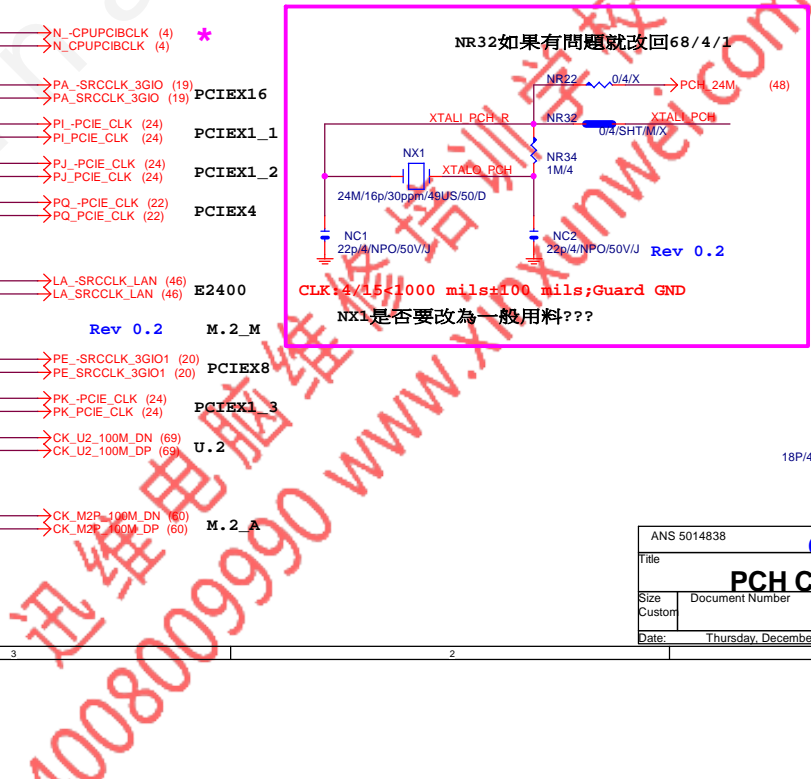 N_-CPUPCIBCLK (4)
N_CPUPCIBCLK (4)
*
PA_-SRCCLK_3GIO (19)
PA_SRCCLK_3GIO (19)
PCIEX16
PI_-PCIE_CLK (24)
PI_PCIE_CLK (24)
PCIEX1_1
PJ_-PCIE_CLK (24)
PJ_PCIE_CLK (24)
PCIEX1_2
PQ_-PCIE_CLK (22)
PQ_PCIE_CLK (22)
PCIEX4
LA_-SRCCLK_LAN (46)
LA_SRCCLK_LAN (46)
E2400
Rev 0.2
M.2_M
PE_-SRCCLK_3GIO1 (20)
PE_SRCCLK_3GIO1 (20)
PCIEX8
PK_-PCIE_CLK (24)
PK_PCIE_CLK (24)
PCIEX1_3
CK_U2_100M_DN (69)
CK_U2_100M_DP (69)
U.2
CK_M2P_100M_DN (60)
CK_M2P_100M_DP (60)
M.2_A
NR32如果有問題就改回68/4/1
NR22
0/4/X
PCH_24M
(48)
XTALI_PCH_R
NR32
XTALI_PCH
0/4/SHT/M/X
NX1
XTALO_PCH
NR34
1M/4
24M/16p/30ppm/49US/50/D
NC1
22p/4/NPO/50V/J
NC2
22p/4/NPO/50V/J
Rev 0.2
CLK:4/15<1000 mils±100 mils;Guard GND
NX1是否要改為一般用料???
18P/4
ANS 5014838
Title
PCH C
Size
Custom
Document Number
Date:
Thursday, Decembe
3
2
迅维电脑维修培训学校
4008009990 www.xinxunwei.com